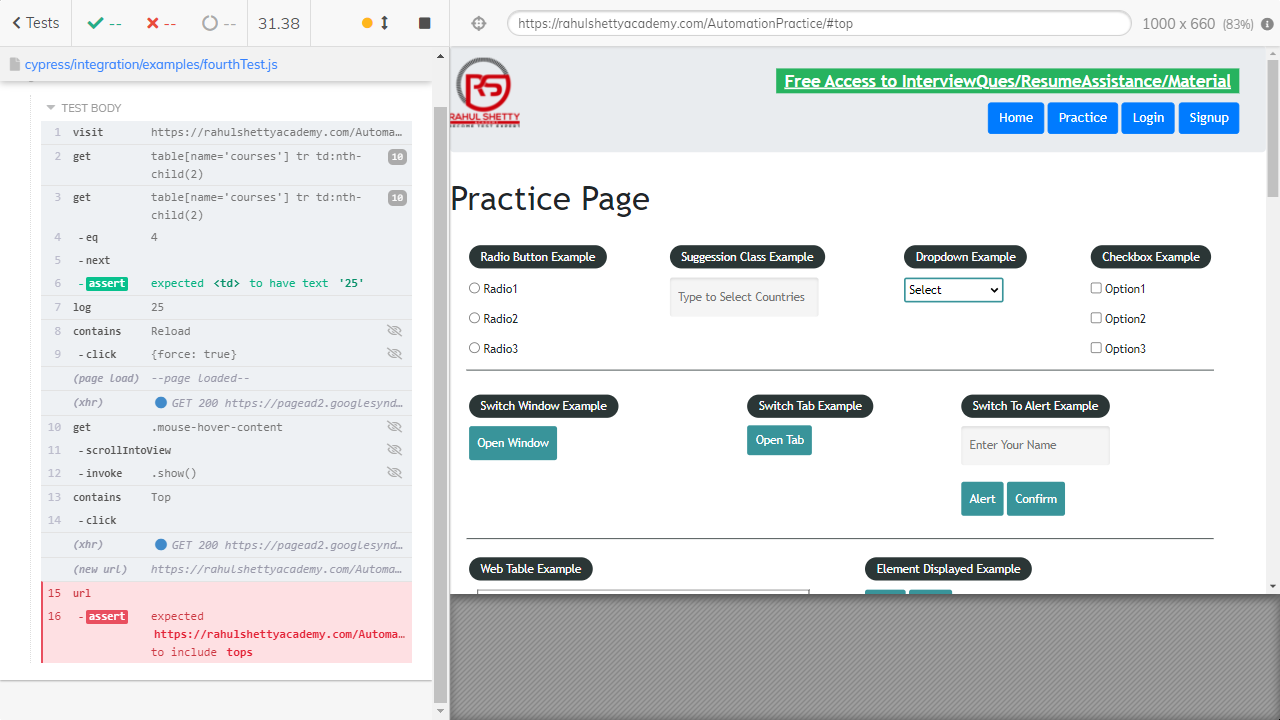 Tests
--
--
--
31.38
https://rahulshettyacademy.com/AutomationPractice/#top
1000 x 660 (83%)
cypress/integration/examples/fourthTest.js
TEST BODY
1 visit https://rahulshettyacademy.com/Automa…
2 get table[name='courses'] tr td:nth- 10
child(2)
3 get table[name='courses'] tr td:nth- 10
child(2)
4 -eq 4
5 -next
6 -assert expected <td> to have text '25'
7 log 25
8 contains Reload
9 -click {force: true}
(page load) --page loaded--
(xhr) GET 200 https://pagead2.googlesynd…
10 get .mouse-hover-content
11 -scrollIntoView
12 -invoke .show()
13 contains Top
14 -click
(xhr) GET 200 https://pagead2.googlesynd…
(new url) https://rahulshettyacademy.com/Automa…
15 url
16 -assert expected
https://rahulshettyacademy.com/Automa…
to include tops
RS
RAHUL SHETTY
ACADEMY
Free Access to InterviewQues/ResumeAssistance/Material
Home Practice Login Signup
Practice Page
Radio Button Example Suggession Class Example Dropdown Example Checkbox Example
Radio1 Type to Select Countries Select Option1
Radio2 Option2
Radio3 Option3
Switch Window Example Switch Tab Example Switch To Alert Example
Open Window Open Tab Enter Your Name
Alert Confirm
Web Table Example Element Displayed Example